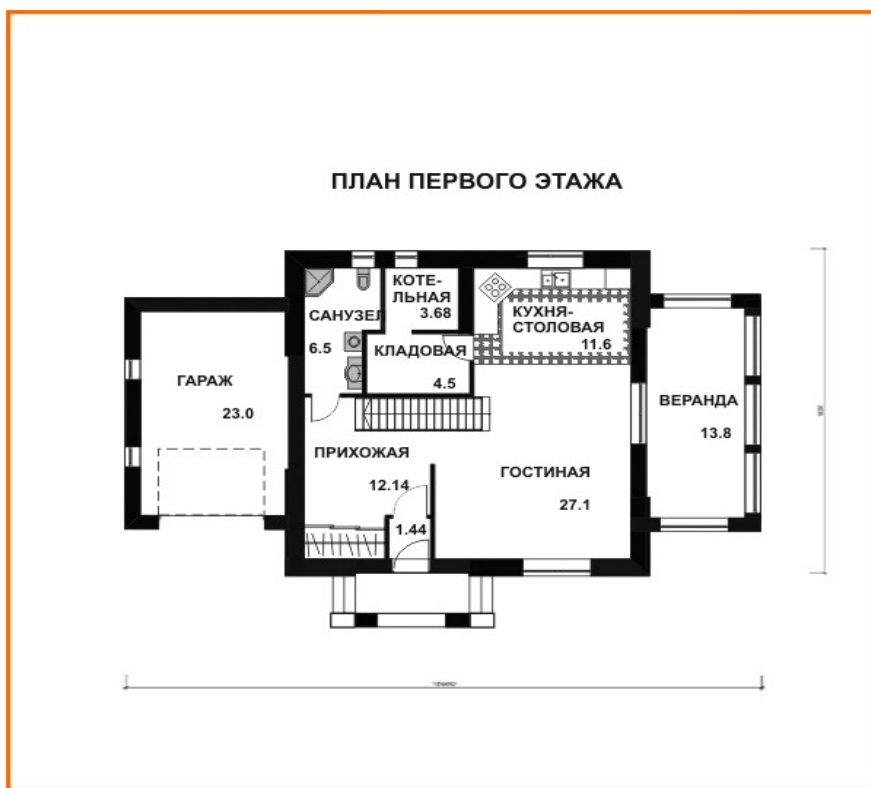 ПЛАН ПЕРВОГО ЭТАЖА
КОТЕ-
ЛЬНАЯ
3.68
САНУЗЕЛ
6.5
КУХНЯ-
СТОЛОВАЯ
11.6
КЛАДОВАЯ
4.5
ГАРАЖ
23.0
ВЕРАНДА
13.8
ПРИХОЖАЯ
12.14
ГОСТИНАЯ
27.1
1.44